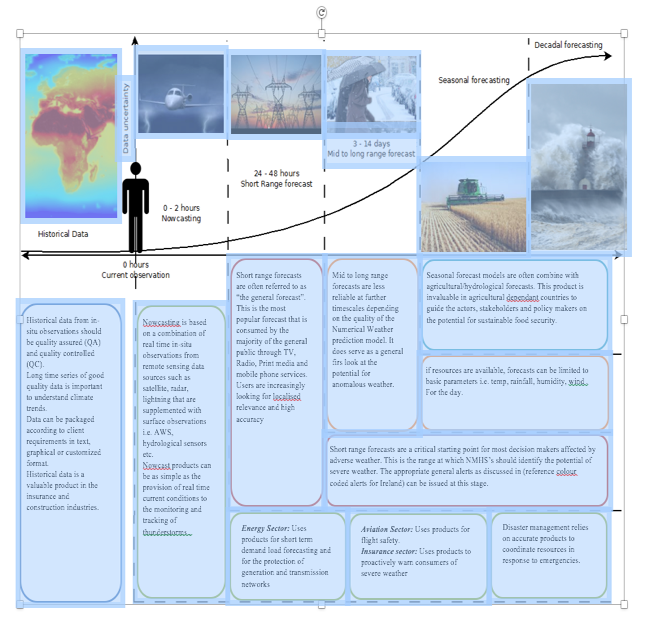 Decadal forecasting
Seasonal forecasting
Data uncertainty
3 - 14 days
Mid to long range forecast
24 - 48 hours
Short Range forecast
0 - 2 hours
Nowcasting
Historical Data
0 hours
Current observation
Historical data from in-
situ observations should
be quality assured (QA)
and quality controlled
(QC).
Long time series of good
quality data is important
to understand climate
trends.
Data can be packaged
according to client
requirements in text,
graphical or customized
format.
Historical data is a
valuable product in the
insurance and
construction industries.
Nowcasting is based
on a combination of
real time in-situ
observations from
remote sensing data
sources such as
satellite, radar,
lightning that are
supplemented with
surface observations
i.e. AWS,
hydrological sensors
etc.
Nowcast products can
be as simple as the
provision of real time
current conditions to
the monitoring and
tracking of
thunderstorms..
Short range forecasts
are often referred to as
“the general forecast”.
This is the most
popular forecast that is
consumed by the
majority of the general
public through TV,
Radio, Print media and
mobile phone services.
Users are increasingly
looking for localised
relevance and high
accuracy
Mid to long range
forecasts are less
reliable at further
timescales depending
on the quality of the
Numerical Weather
prediction model. It
does serve as a general
firs look at the
potential for
anomalous weather.
Seasonal forecast models are often combine with
agricultural/hydrological forecasts. This product is
invaluable in agricultural dependant countries to
guide the actors, stakeholders and policy makers on
the potential for sustainable food security.
if resources are available, forecasts can be limited to
basic parameters i.e. temp, rainfall, humidity, wind..
For the day.
Short range forecasts are a critical starting point for most decision makers affected by
adverse weather. This is the range at which NMHS’s should identify the potential of
severe weather. The appropriate general alerts as discussed in (reference colour
coded alerts for Ireland) can be issued at this stage.
Energy Sector: Uses
products for short term
demand load forecasting and
for the protection of
generation and transmission
networks
Aviation Sector: Uses products for
flight safety.
Insurance sector: Uses products to
proactively warn consumers of
severe weather
Disaster management relies
on accurate products to
coordinate resources in
response to emergencies.